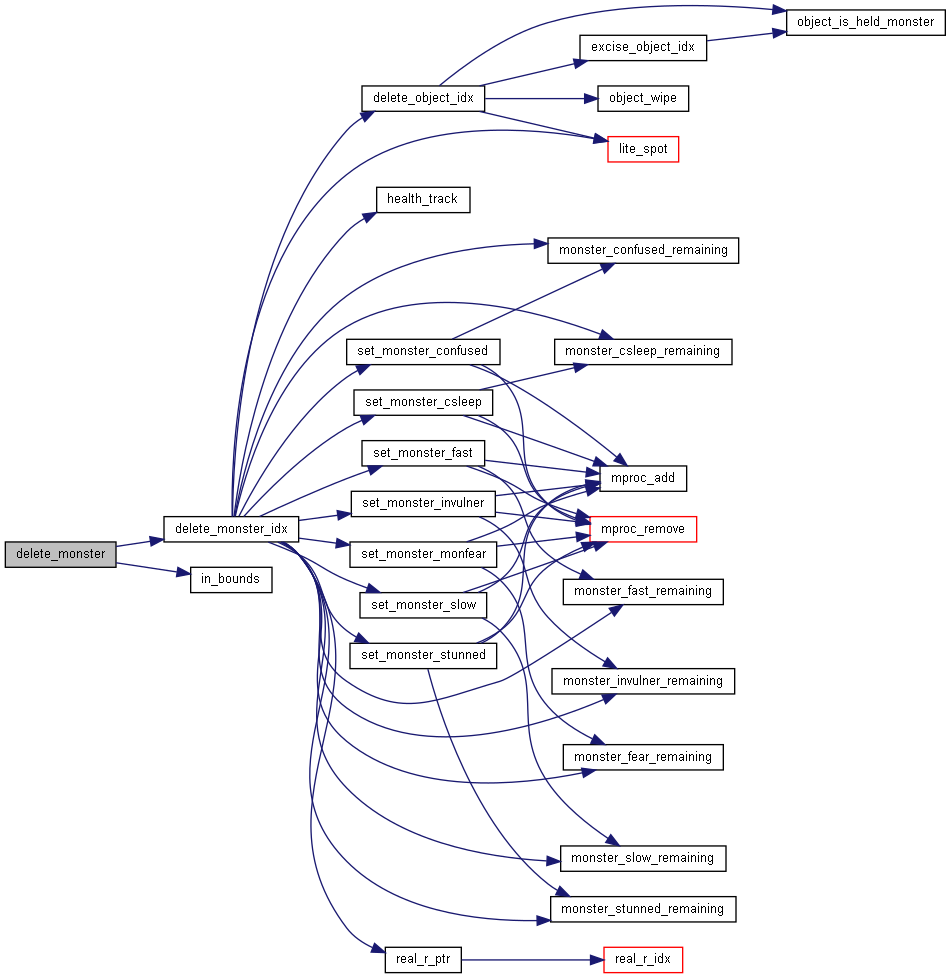 object_is_held_monster
excise_object_idx
delete_object_idx
object_wipe
lite_spot
health_track
monster_confused_remaining
set_monster_confused
monster_csleep_remaining
set_monster_csleep
set_monster_fast
mproc_add
set_monster_invulner
delete_monster_idx
mproc_remove
delete_monster
set_monster_monfear
in_bounds
monster_fast_remaining
set_monster_slow
set_monster_stunned
monster_invulner_remaining
monster_fear_remaining
monster_slow_remaining
monster_stunned_remaining
real_r_ptr
real_r_idx